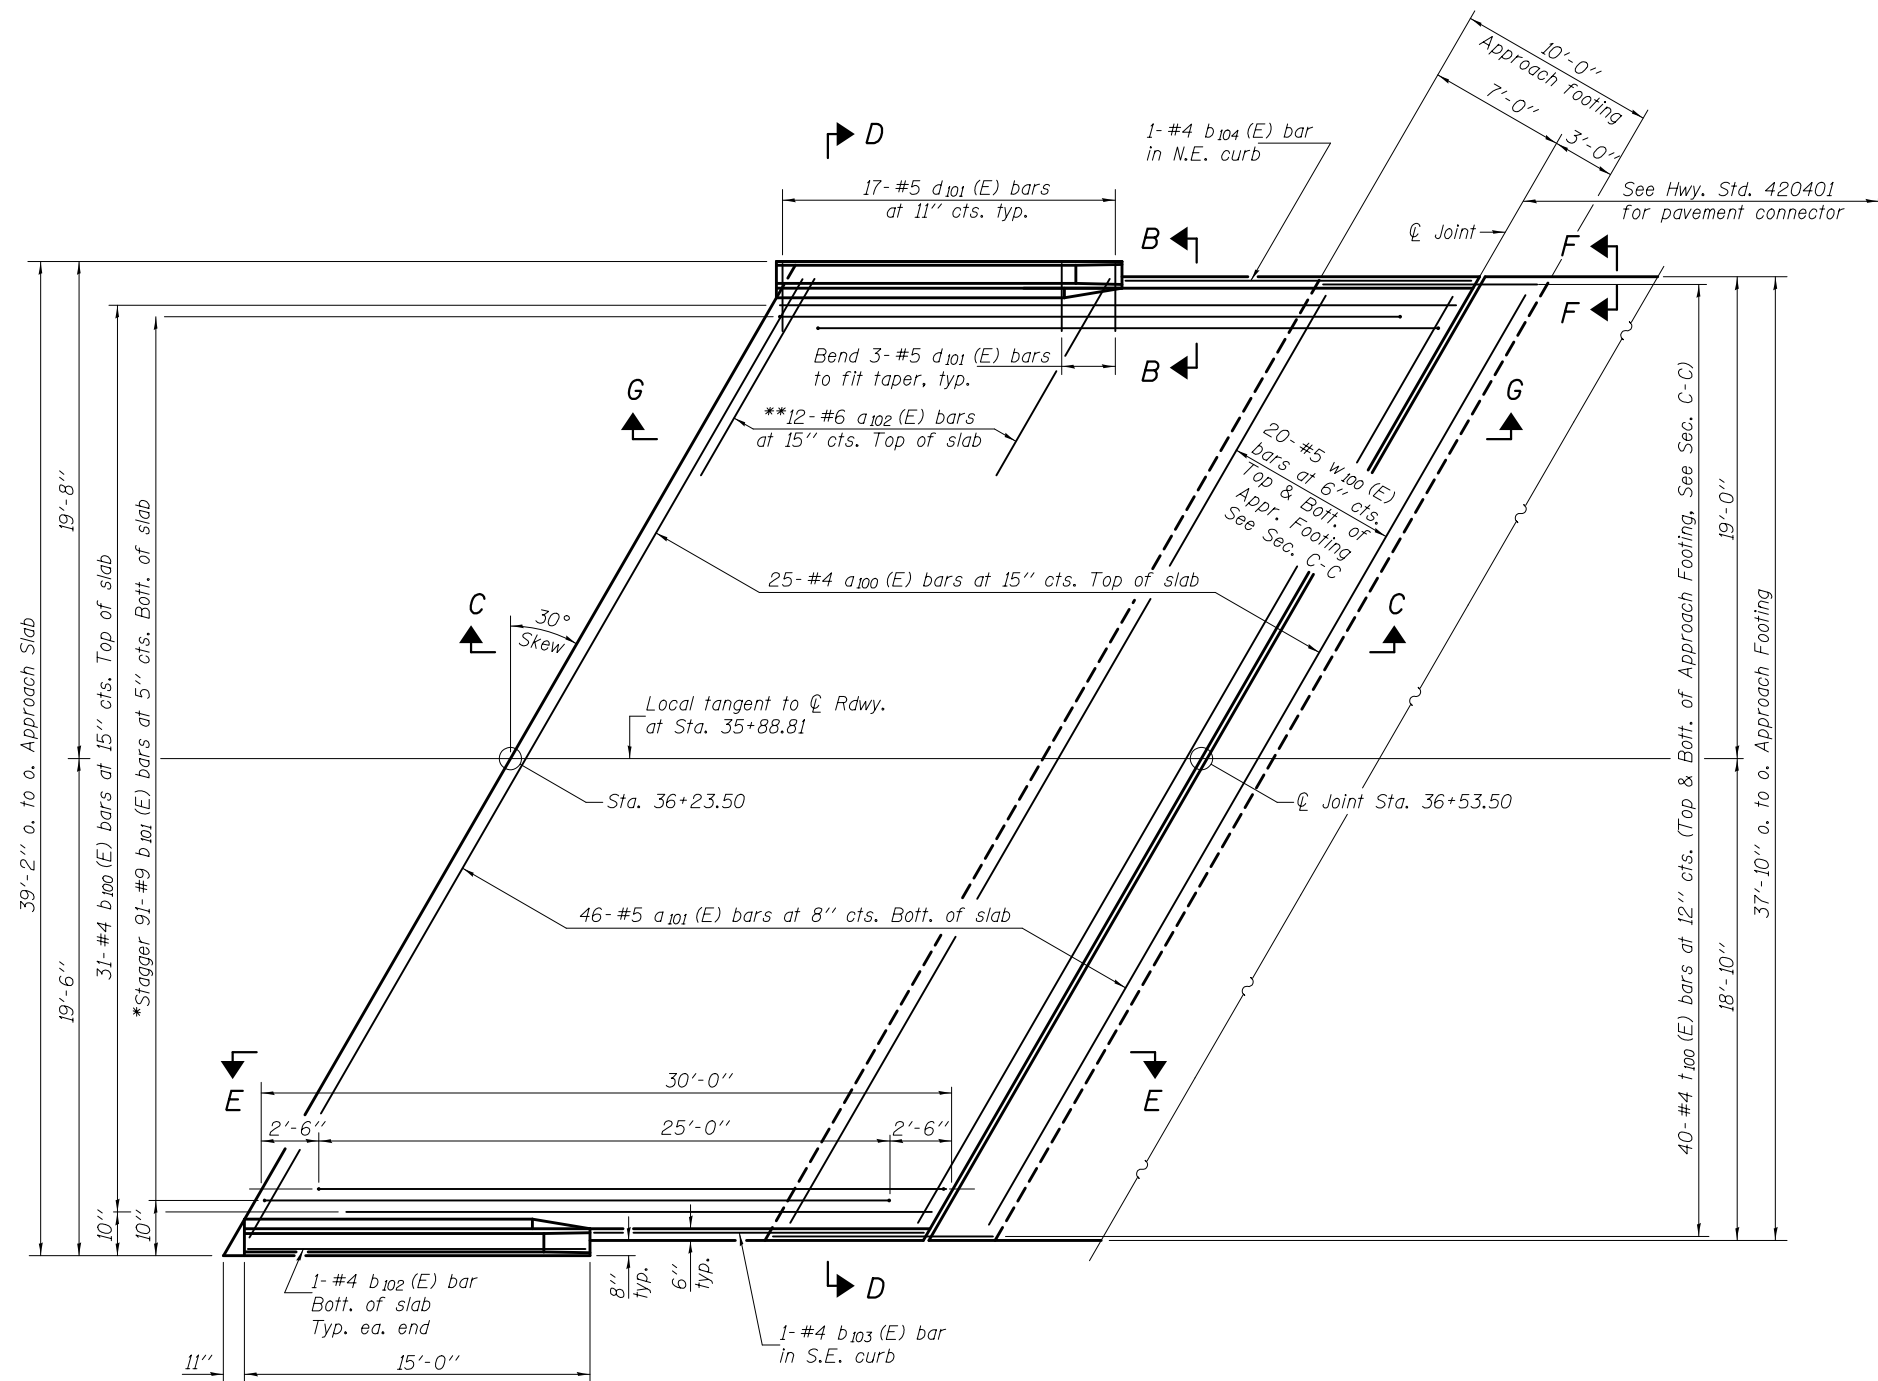 10'-0"
Approach footing
7'-0"
3'-0"
D
1-#4 b104 (E) bar
in N.E. curb
17-#5 d101 (E) bars
at 11" cts. typ.
See Hwy. Std. 420401
for pavement connector
B
℄ Joint
F
F
Bend 3-#5 d101 (E) bars
to fit taper, typ.
B
G
G
**12-#6 a102 (E) bars
at 15" cts. Top of slab
20-#5 w100 (E)
bars at 6" cts.
Top & Bott. of
Appr. Footing
See Sec. C-C
19'-8"
19'-0"
25-#4 a100 (E) bars at 15" cts. Top of slab
C
C
30°
Skew
39'-2" o. to o. Approach Slab
31-#4 b100 (E) bars at 15" cts. Top of slab
*Stagger 91-#9 b101 (E) bars at 5" cts. Bott. of slab
40-#4 t100 (E) bars at 12" cts. (Top & Bott. of Approach Footing, See Sec. C-C)
37'-10" o. to o. Approach Footing
Local tangent to ℄ Rdwy.
at Sta. 35+88.81
Sta. 36+23.50
℄ Joint Sta. 36+53.50
46-#5 a101 (E) bars at 8" cts. Bott. of slab
19'-6"
18'-10"
E
E
30'-0"
2'-6"
25'-0"
2'-6"
10"
10"
1-#4 b102 (E) bar
Bott. of slab
Typ. ea. end
8"
typ.
6"
typ.
D
1-#4 b103 (E) bar
in S.E. curb
11"
15'-0"